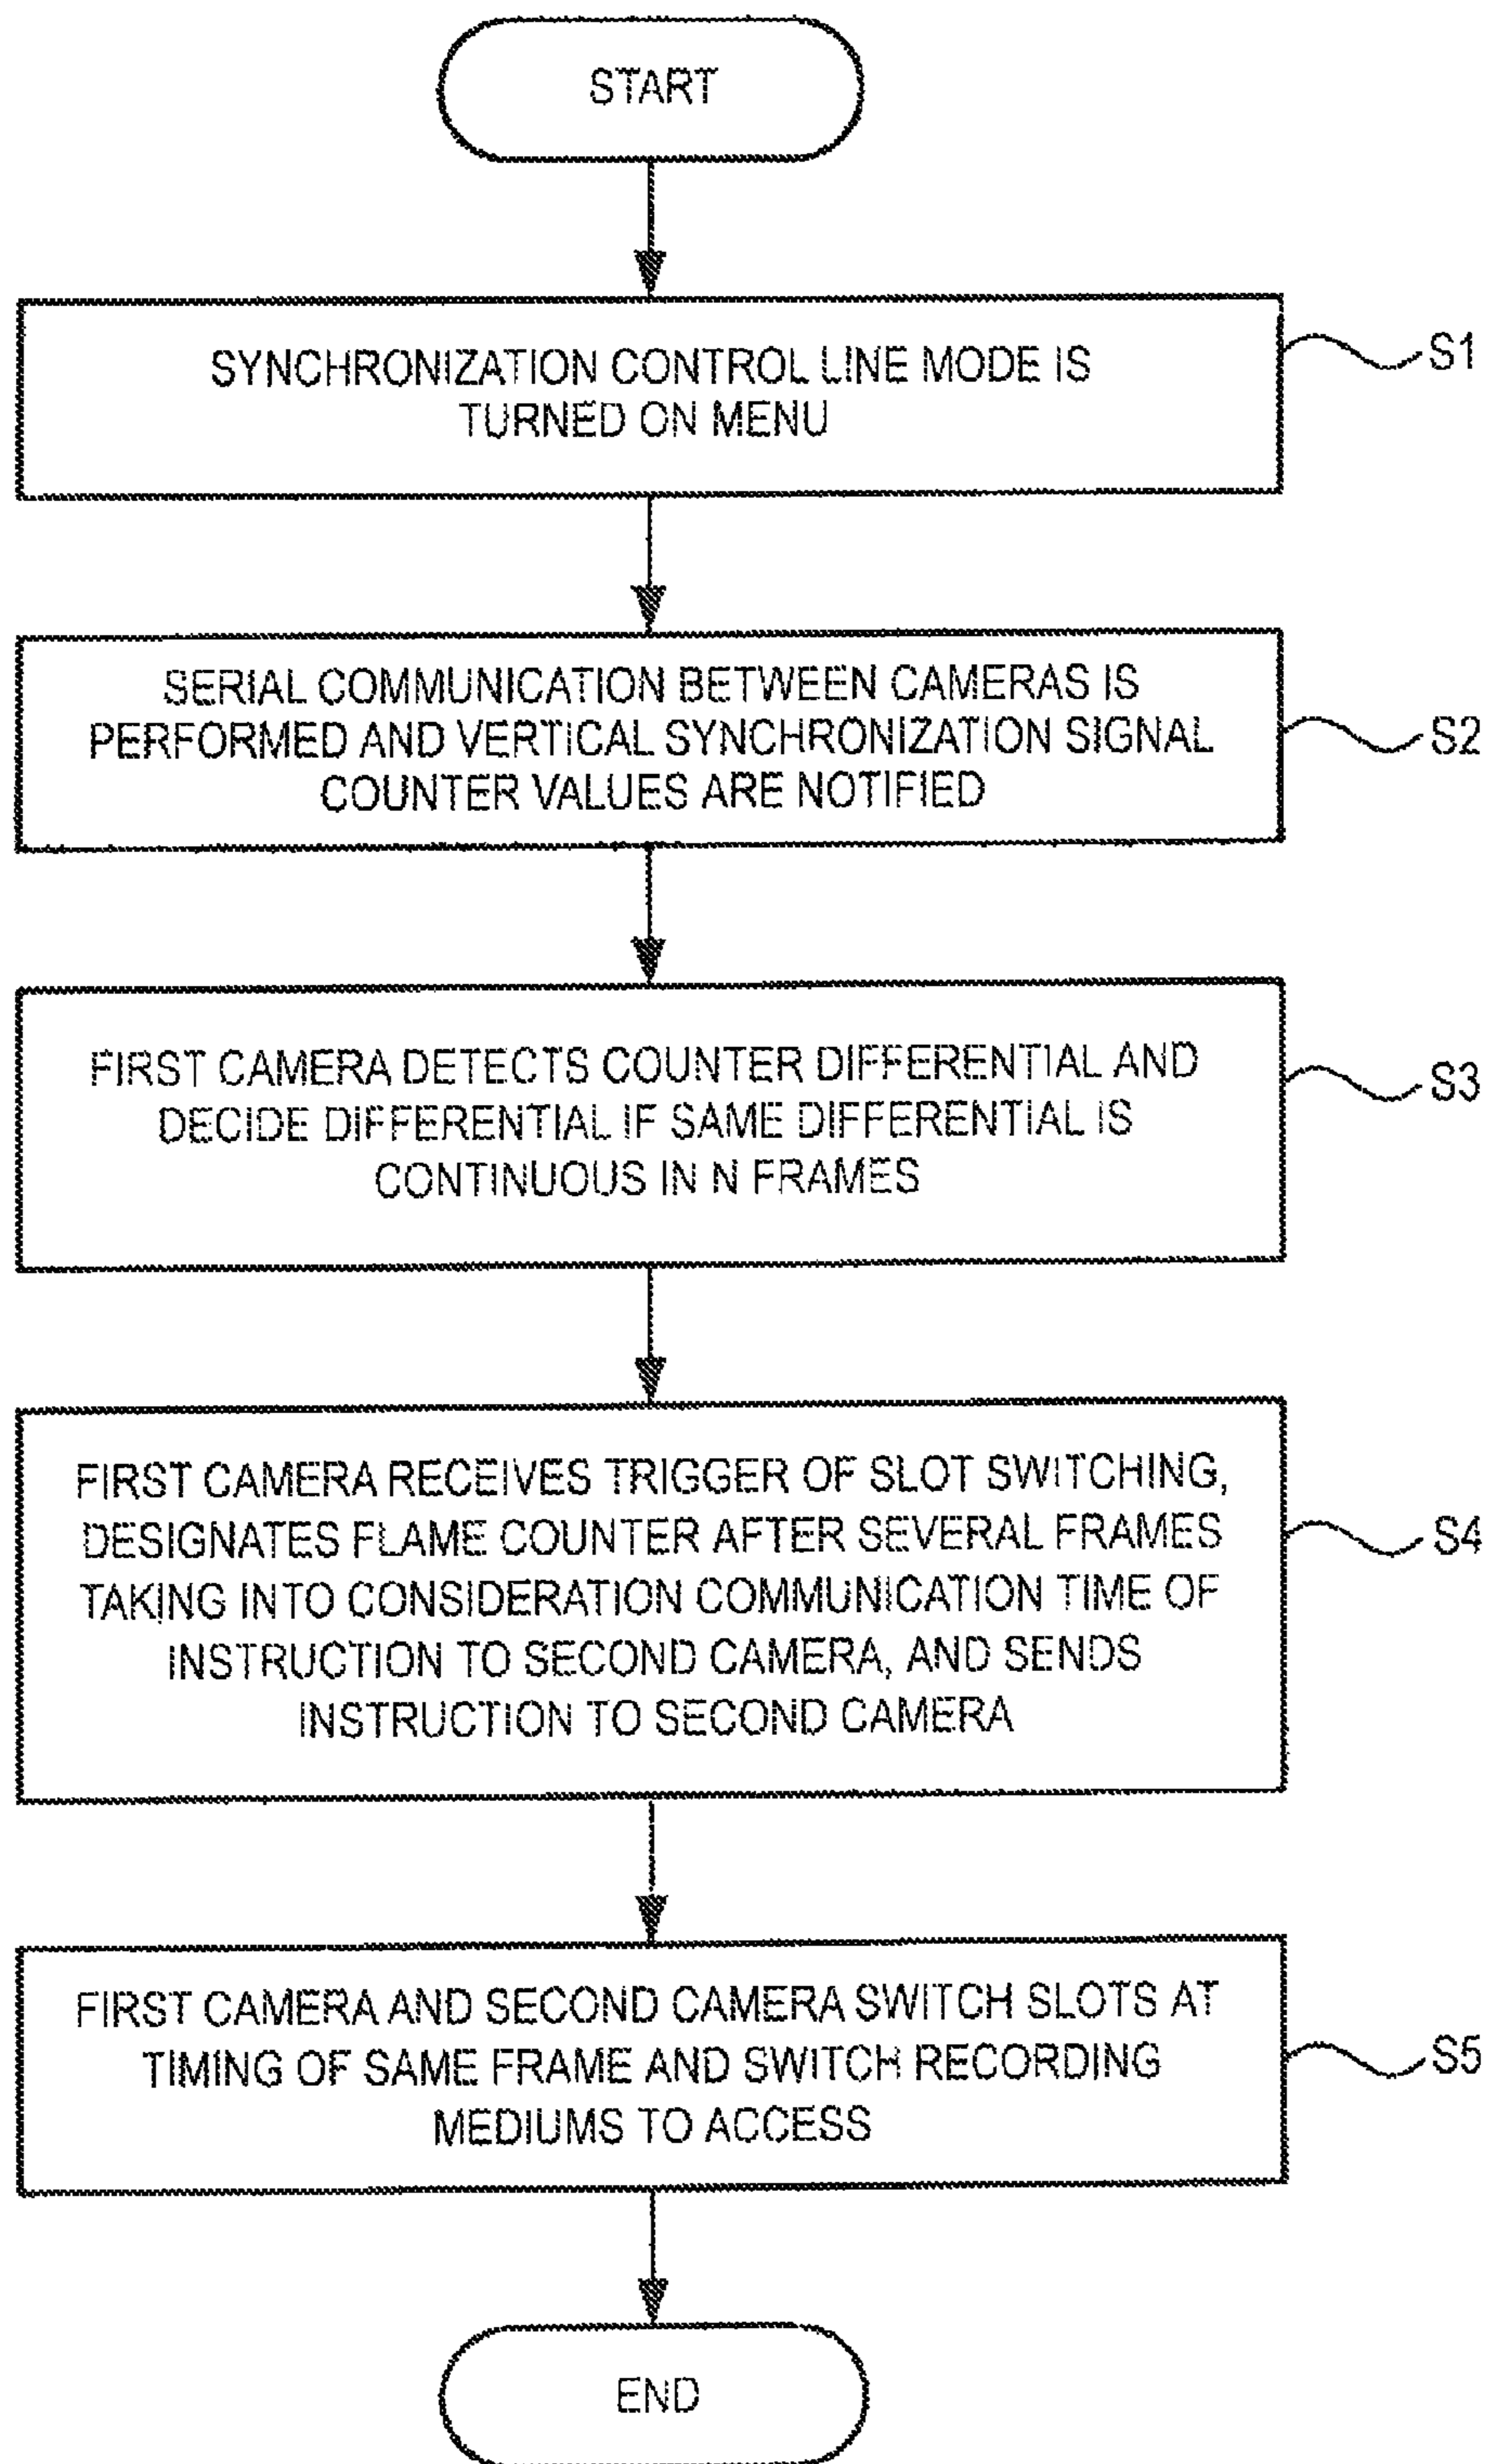 START
SYNCHRONIZATION CONTROL LINE MODE IS
TURNED ON MENU
S1
SERIAL COMMUNICATION BETWEEN CAMERAS IS
PERFORMED AND VERTICAL SYNCHRONIZATION SIGNAL
COUNTER VALUES ARE NOTIFIED
S2
FIRST CAMERA DETECTS COUNTER DIFFERENTIAL AND
DECIDE DIFFERENTIAL IF SAME DIFFERENTIAL IS
CONTINUOUS IN N FRAMES
S3
FIRST CAMERA RECEIVES TRIGGER OF SLOT SWITCHING,
DESIGNATES FLAME COUNTER AFTER SEVERAL FRAMES
TAKING INTO CONSIDERATION COMMUNICATION TIME OF
INSTRUCTION TO SECOND CAMERA, AND SENDS
INSTRUCTION TO SECOND CAMERA
S4
FIRST CAMERA AND SECOND CAMERA SWITCH SLOTS AT
TIMING OF SAME FRAME AND SWITCH RECORDING
MEDIUMS TO ACCESS
S5
END